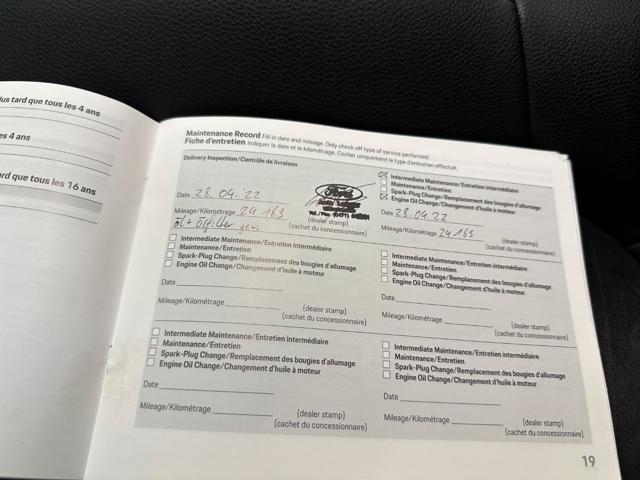 lus tard que tous les 4 ans
es 4 ans
ard que tous les 16 ans
Maintenance Record Fill in date and mileage. Only check off type of service performed.
Fiche d'entretien Indiquer la date et le kilométrage. Cocher uniquement le type d'entretien effectué.
Delivery Inspection/Contrôle de livraison
Date 28.04.'22
Mileage/Kilométrage 24 163
Öl + Ölfilter gew.
Ford
(dealer stamp)
(cachet du concessionnaire)
Intermediate Maintenance/Entretien intermédiaire
Maintenance/Entretien
Spark-Plug Change/Remplacement des bougies d'allumage
Engine Oil Change/Changement d'huile à moteur
Date 28.04.22
Mileage/Kilométrage 24 163
(dealer stamp)
(cachet du concessionnaire)
Intermediate Maintenance/Entretien intermédiaire
Maintenance/Entretien
Spark-Plug Change/Remplacement des bougies d'allumage
Engine Oil Change/Changement d'huile à moteur
Date
Mileage/Kilométrage
(dealer stamp)
(cachet du concessionnaire)
Intermediate Maintenance/Entretien intermédiaire
Maintenance/Entretien
Spark-Plug Change/Remplacement des bougies d'allumage
Engine Oil Change/Changement d'huile à moteur
Date
Mileage/Kilométrage
(dealer stamp)
(cachet du concessionnaire)
Intermediate Maintenance/Entretien intermédiaire
Maintenance/Entretien
Spark-Plug Change/Remplacement des bougies d'allumage
Engine Oil Change/Changement d'huile à moteur
Date
Mileage/Kilométrage
(dealer stamp)
(cachet du concessionnaire)
Intermediate Maintenance/Entretien intermédiaire
Maintenance/Entretien
Spark-Plug Change/Remplacement des bougies d'allumage
Engine Oil Change/Changement d'huile à moteur
Date
Mileage/Kilométrage
(dealer stamp)
(cachet du concessionnaire)
19